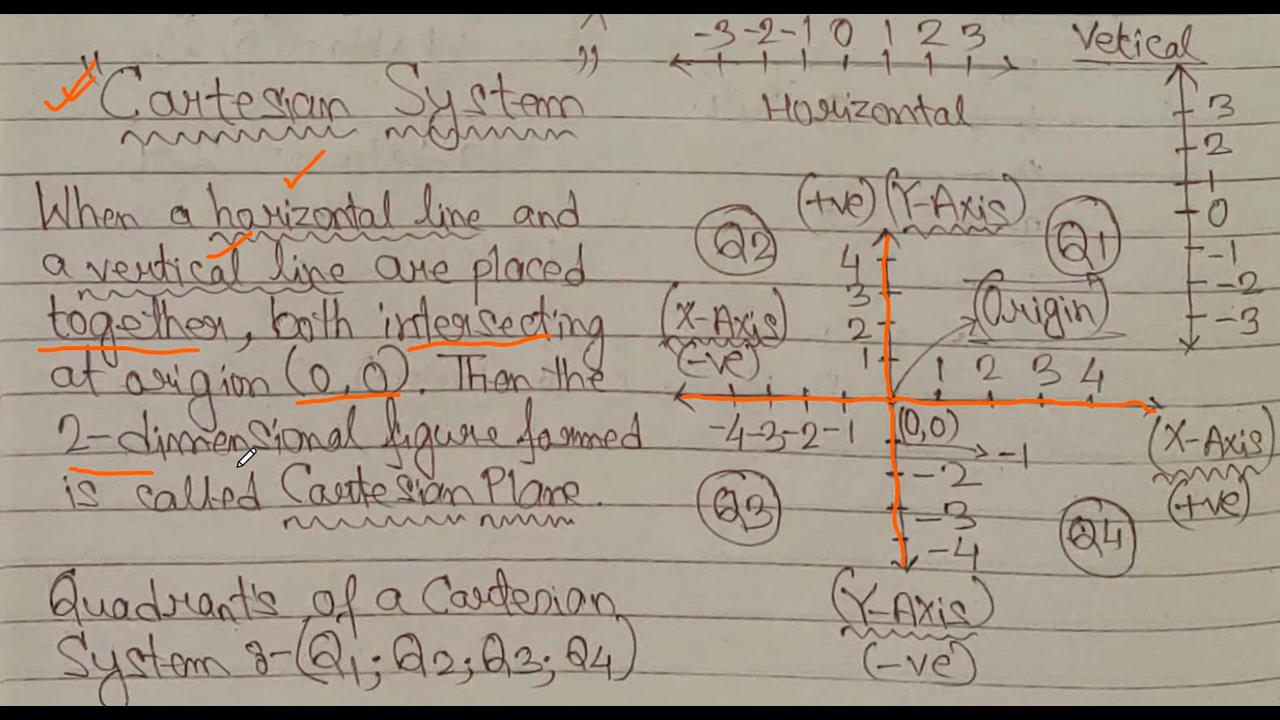 "Cartesian System"
When a horizontal line and
a vertical line are placed
together, both intersecting
at origion (0,0). Then the
2-dimensional figure formed
is called Cartesian Plane.
Quadrant's of a Cartesian
System :- (Q1; Q2; Q3; Q4)
-3 -2 -1 0 1 2 3
Horizontal
Vetical
3
2
1
0
-1
-2
-3
(+ve) (Y-Axis)
Q2
Q1
4
3
2
1
(Origin)
(X-Axis)
(-ve)
1 2 3 4
-4 -3 -2 -1
(0,0)
(X-Axis)
(+ve)
-1
-2
-3
-4
Q3
Q4
(Y-Axis)
(-ve)